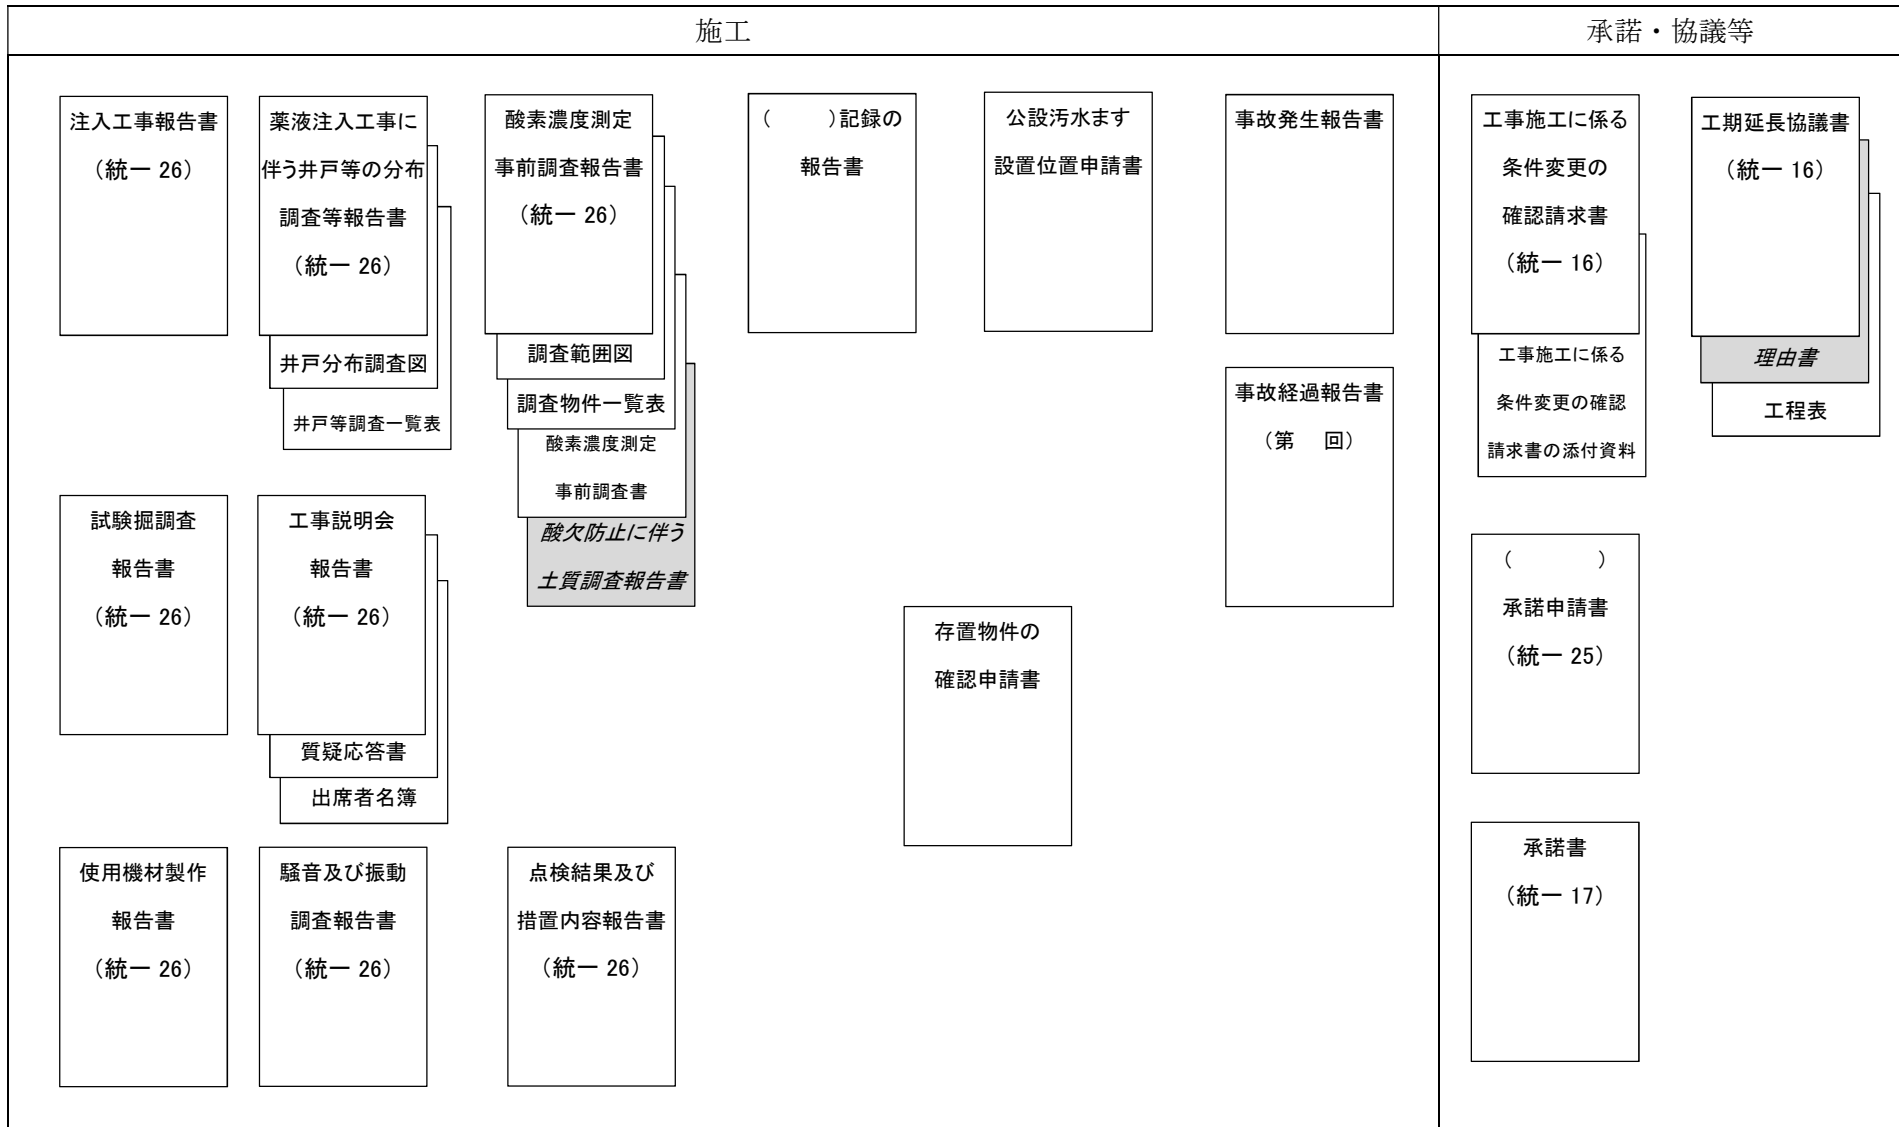 施工
承諾・協議等
注入工事報告書
（統一 26）
薬液注入工事に
伴う井戸等の分布
調査等報告書
（統一 26）
井戸分布調査図
井戸等調査一覧表
酸素濃度測定
事前調査報告書
（統一 26）
調査範囲図
調査物件一覧表
酸素濃度測定
事前調査書
酸欠防止に伴う
土質調査報告書
（　　　）記録の
報告書
公設汚水ます
設置位置申請書
事故発生報告書
事故経過報告書
（第　回）
試験掘調査
報告書
（統一 26）
工事説明会
報告書
（統一 26）
質疑応答書
出席者名簿
存置物件の
確認申請書
使用機材製作
報告書
（統一 26）
騒音及び振動
調査報告書
（統一 26）
点検結果及び
措置内容報告書
（統一 26）
工事施工に係る
条件変更の
確認請求書
（統一 16）
工事施工に係る
条件変更の確認
請求書の添付資料
工期延長協議書
（統一 16）
理由書
工程表
（　　　　）
承諾申請書
（統一 25）
承諾書
（統一 17）